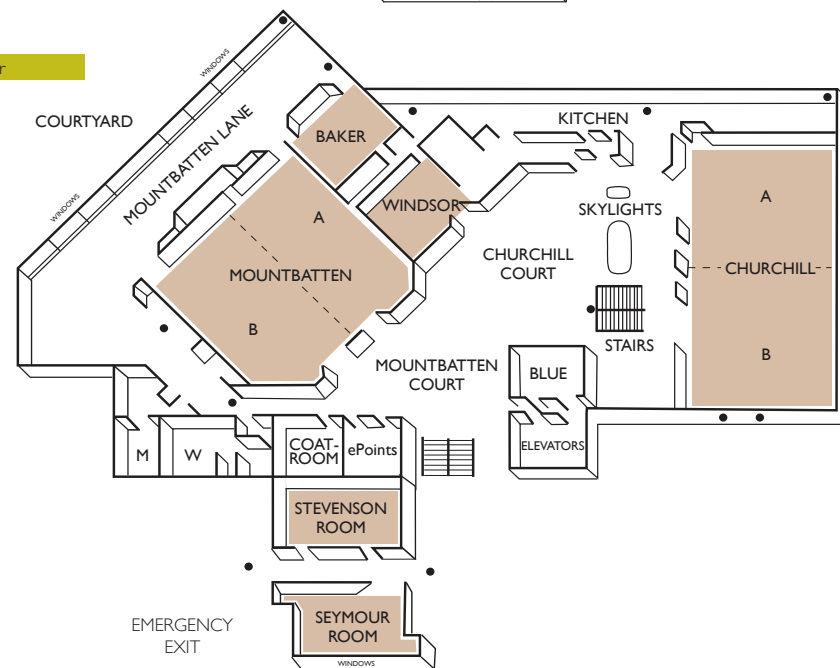 r
WINDOWS
COURTYARD
MOUNTBATTEN LANE
WINDOWS
BAKER
KITCHEN
A
WINDSOR
SKYLIGHTS
A
MOUNTBATTEN
CHURCHILL
COURT
CHURCHILL
B
STAIRS
B
MOUNTBATTEN
COURT
BLUE
M
W
COAT-
ROOM
ePoints
ELEVATORS
STEVENSON
ROOM
EMERGENCY
EXIT
SEYMOUR
ROOM
WINDOWS